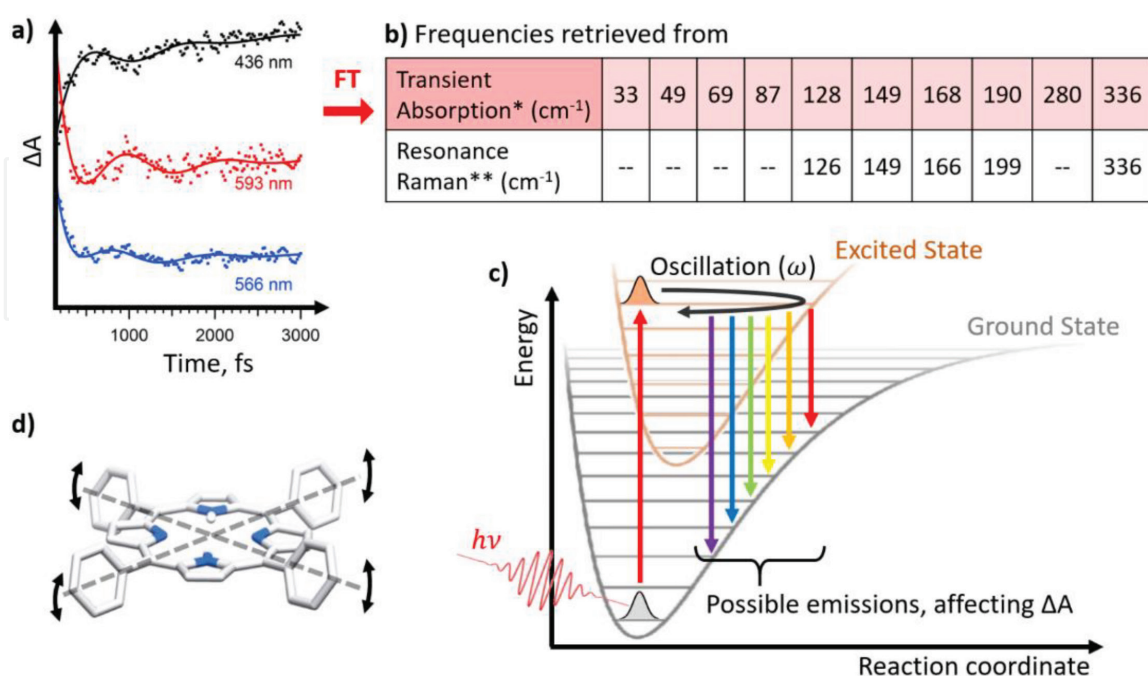 a)
ΔA
436 nm
593 nm
566 nm
1000 2000 3000
Time, fs
FT
b) Frequencies retrieved from
Transient Absorption* (cm⁻¹) 33 49 69 87 128 149 168 190 280 336
Resonance Raman** (cm⁻¹) -- -- -- -- 126 149 166 199 -- 336
c)
Excited State
Oscillation (ω)
Ground State
Energy
hν
Possible emissions, affecting ΔA
Reaction coordinate
d)